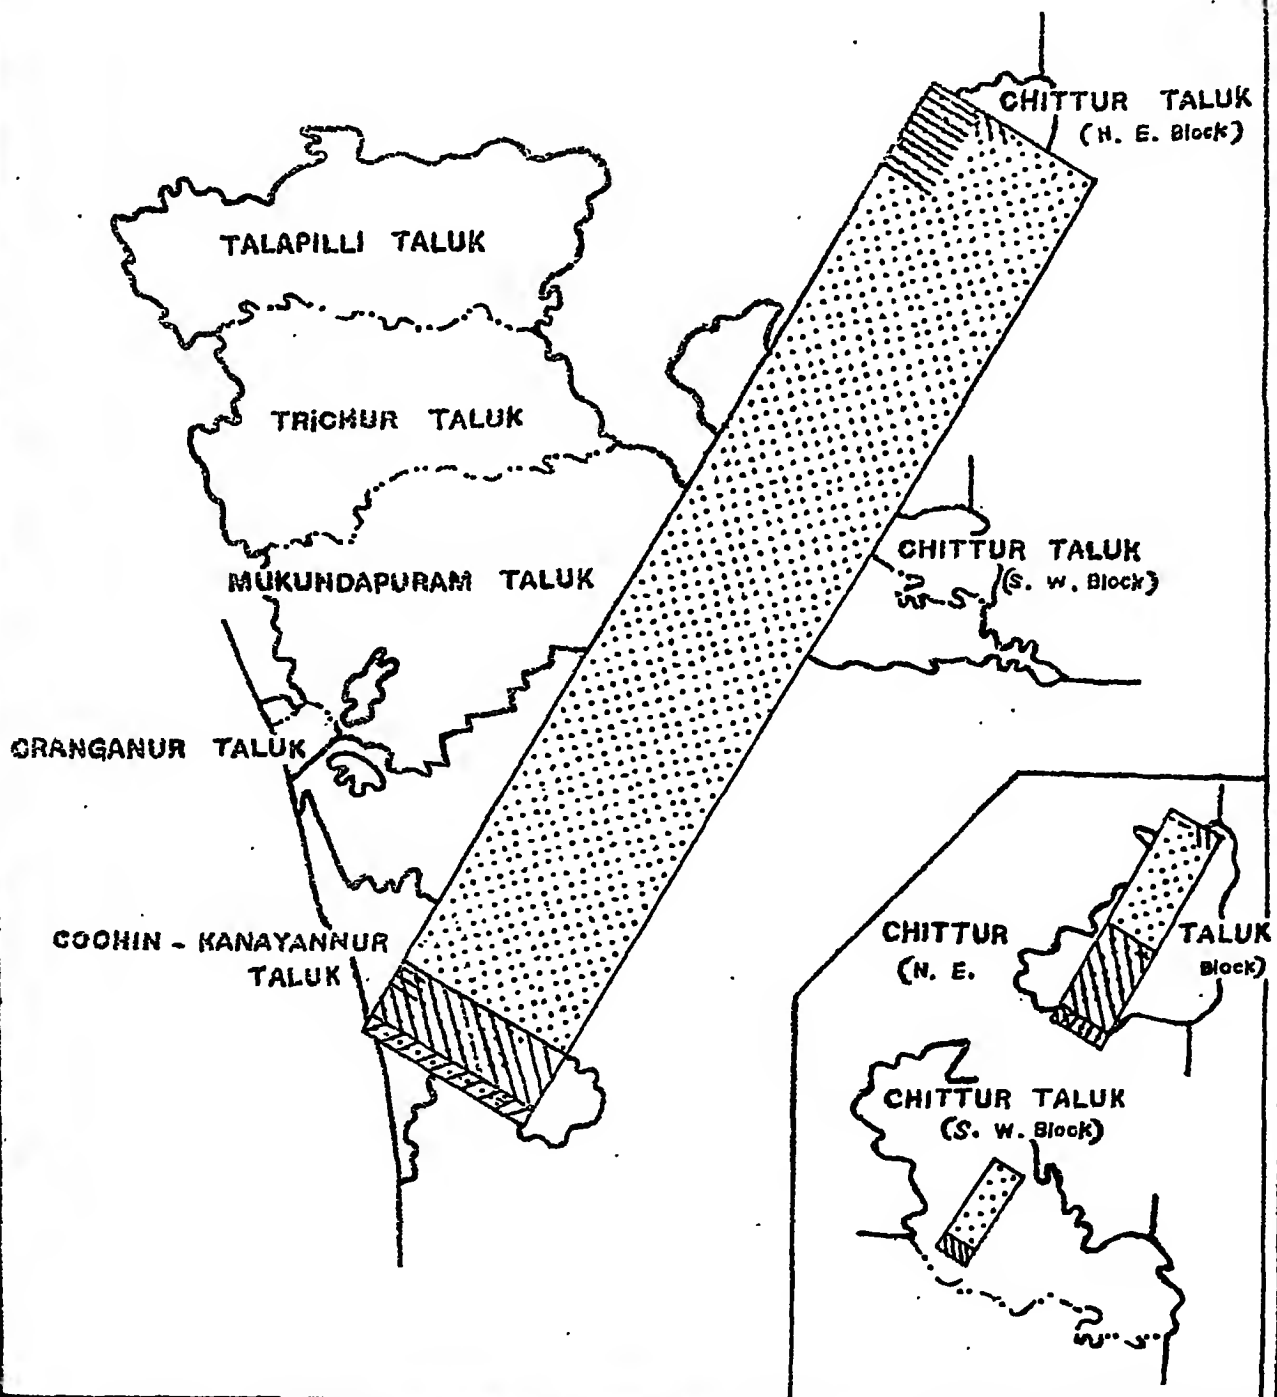 CHITTUR TALUK
(N. E. Block)
TALAPILLI TALUK
TRICHUR TALUK
CHITTUR TALUK
(S. W. Block)
MUKUNDAPURAM TALUK
CRANGANUR TALUK
COCHIN - KANAYANNUR
TALUK
CHITTUR TALUK
(N. E. Block)
CHITTUR TALUK
(S. W. Block)